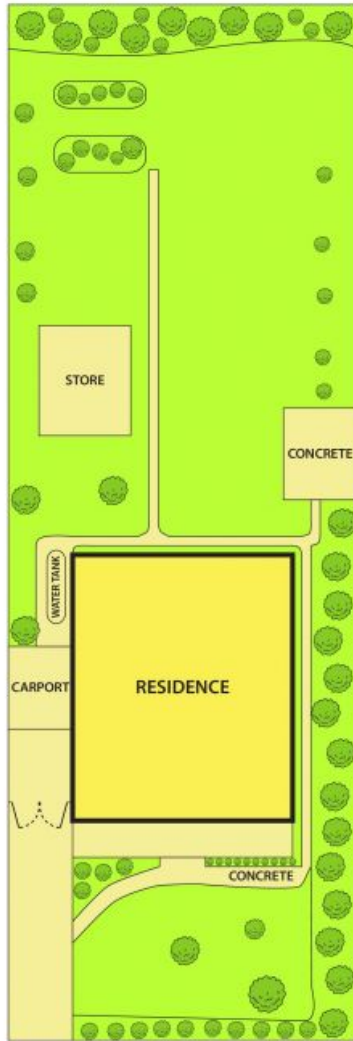 STORE
CONCRETE
WATER TANK
CARPORT
RESIDENCE
CONCRETE